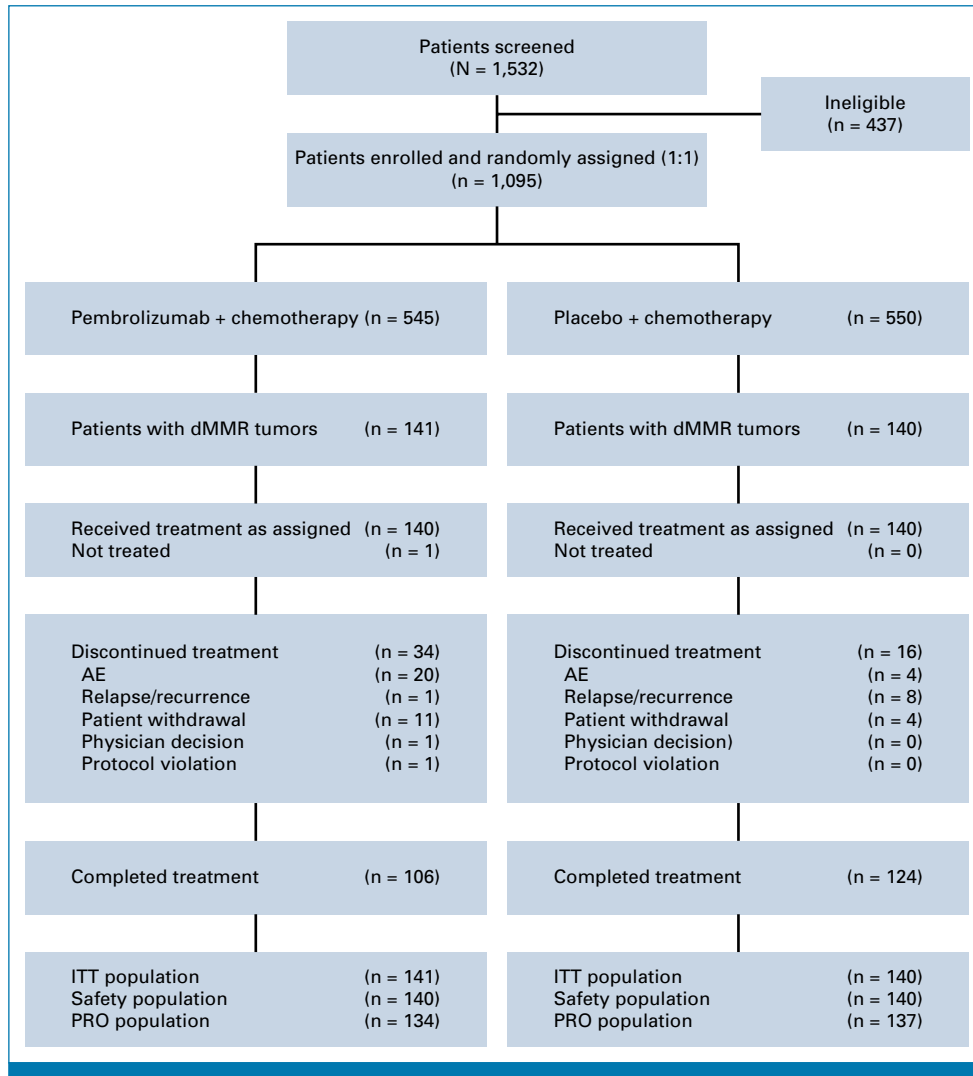 Patients screened
(N = 1,532)
Ineligible
(n = 437)
Patients enrolled and randomly assigned (1:1)
(n = 1,095)
Pembrolizumab + chemotherapy (n = 545)
Placebo + chemotherapy (n = 550)
Patients with dMMR tumors (n = 141)
Patients with dMMR tumors (n = 140)
Received treatment as assigned (n = 140)
Not treated (n = 1)
Received treatment as assigned (n = 140)
Not treated (n = 0)
Discontinued treatment (n = 34)
AE (n = 20)
Relapse/recurrence (n = 1)
Patient withdrawal (n = 11)
Physician decision (n = 1)
Protocol violation (n = 1)
Discontinued treatment (n = 16)
AE (n = 4)
Relapse/recurrence (n = 8)
Patient withdrawal (n = 4)
Physician decision) (n = 0)
Protocol violation (n = 0)
Completed treatment (n = 106)
Completed treatment (n = 124)
ITT population (n = 141)
Safety population (n = 140)
PRO population (n = 134)
ITT population (n = 140)
Safety population (n = 140)
PRO population (n = 137)